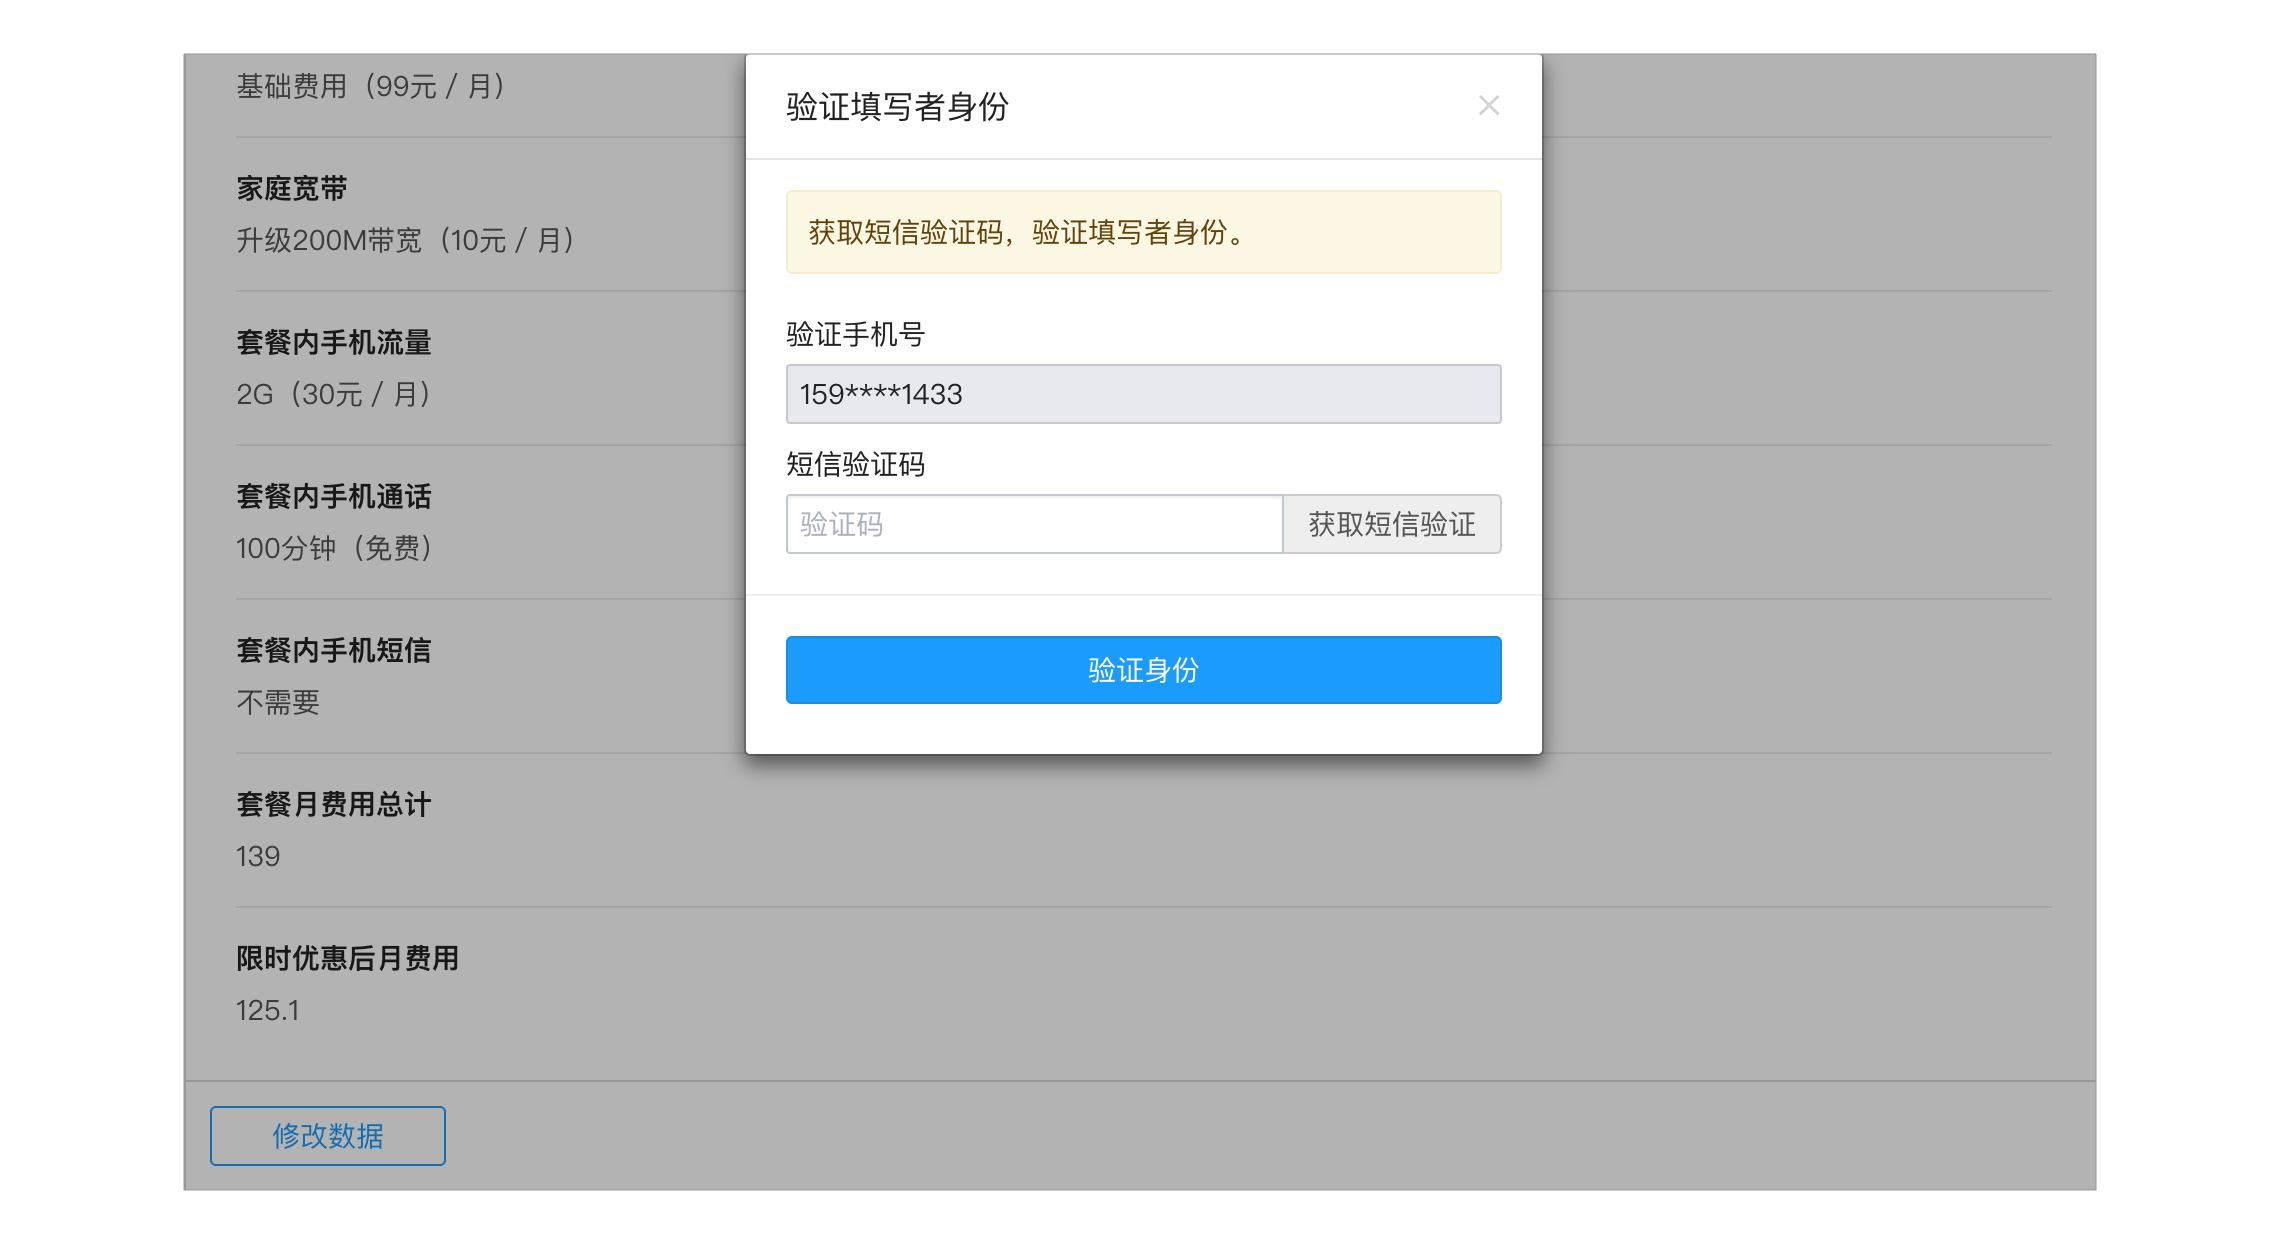 基础费用（99元 / 月）
家庭宽带
升级200M带宽（10元 / 月）
套餐内手机流量
2G（30元 / 月）
套餐内手机通话
100分钟（免费）
套餐内手机短信
不需要
套餐月费用总计
139
限时优惠后月费用
125.1
修改数据
验证填写者身份
获取短信验证码，验证填写者身份。
验证手机号
159****1433
短信验证码
验证码
获取短信验证
验证身份